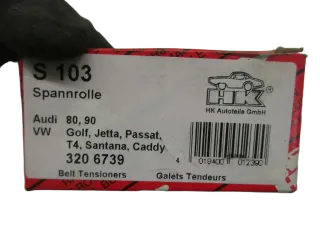 S 103
Spannrolle
HK
HK Autoteile GmbH
Audi 80, 90
VW Golf, Jetta, Passat,
T4, Santana, Caddy
320 6739
4 019400 012390
Belt Tensioners Galets Tendeurs